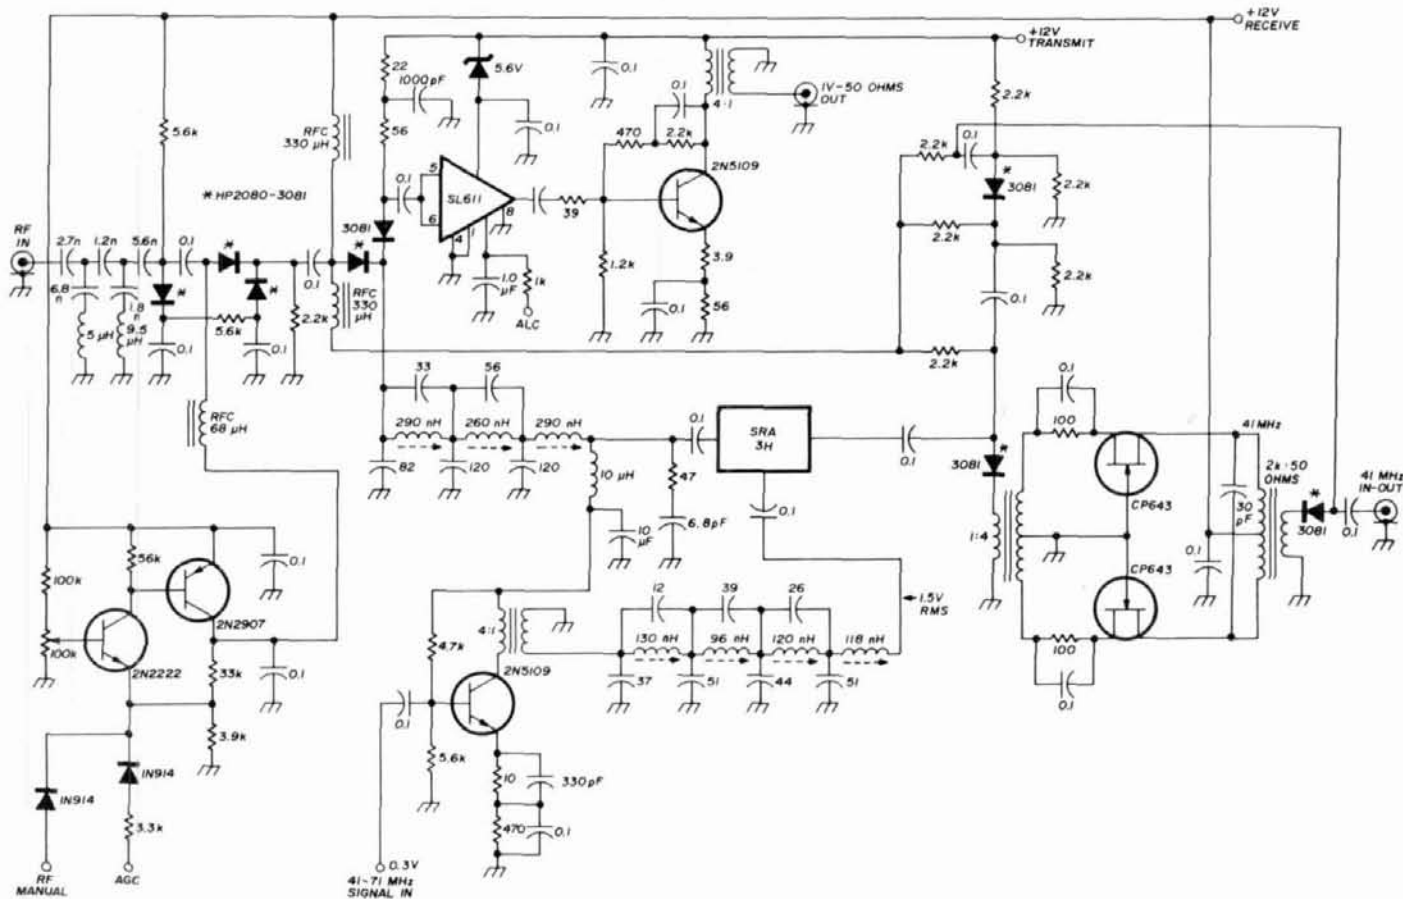 +12V
RECEIVE
+12V
TRANSMIT
22
1000pF
5.6V
0.1
0.1
4:1
1V-50 OHMS
OUT
2.2k
5.6k
RFC
330 µH
56
0.1
470
2.2k
2N5109
2.2k
0.1
*
3081
2.2k
*HP2080-3081
0.1
5
6
SL611
8
4
1
39
RF
IN
2.7n
1.2n
5.6n
0.1
*
3081
*
0.1
2.2k
2.2k
6.8
n
1.8
n
*
*
5 µH
9.5
µH
0.1
5.6k
0.1
2.2k
RFC
330
µH
1.0
µF
1k
ALC
1.2k
3.9
0.1
56
0.1
2.2k
RFC
68 µH
33
56
290 nH
260 nH
290 nH
82
120
120
10 µH
0.1
SRA
3H
0.1
47
6.8pF
10
µF
0.1
3081
*
1:4
0.1
100
41 MHz
CP643
2k:50
OHMS
30
pF
*
3081
0.1
41 MHz
IN-OUT
0.1
CP643
100
0.1
56k
0.1
100k
2N2907
100k
2N2222
33k
0.1
3.9k
1N914
1N914
3.3k
RF
MANUAL
AGC
4.7k
4:1
2N5109
0.1
5.6k
10
330pF
470
0.1
0.3V
41-71 MHz
SIGNAL IN
12
39
26
1.5V
RMS
130 nH
96 nH
120 nH
118 nH
37
51
44
51